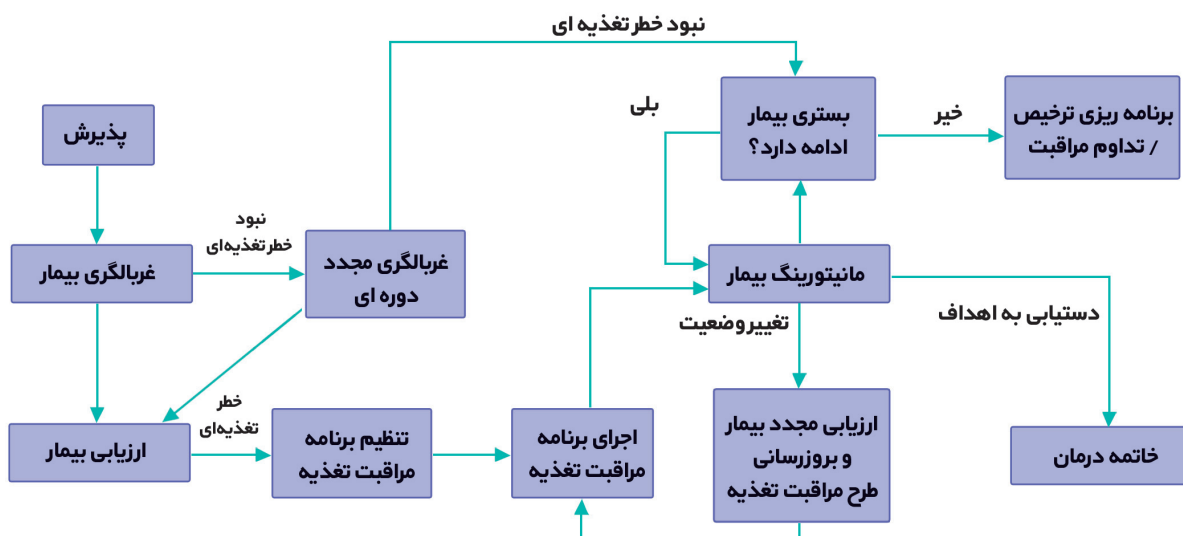 نبود خطر تغذیه ای
پذیرش
بلی
بستری بیمار
ادامه دارد؟
خیر
برنامه ریزی ترخیص
/ تداوم مراقبت
غربالگری بیمار
نبود
خطر تغذیه‌ای
غربالگری مجدد
دوره ای
مانیتورینگ بیمار
تغییر وضعیت
دستیابی به اهداف
ارزیابی بیمار
خطر
تغذیه‌ای
تنظیم برنامه
مراقبت تغذیه
اجرای برنامه
مراقبت تغذیه
ارزیابی مجدد بیمار
و بروزرسانی
طرح مراقبت تغذیه
خاتمه درمان